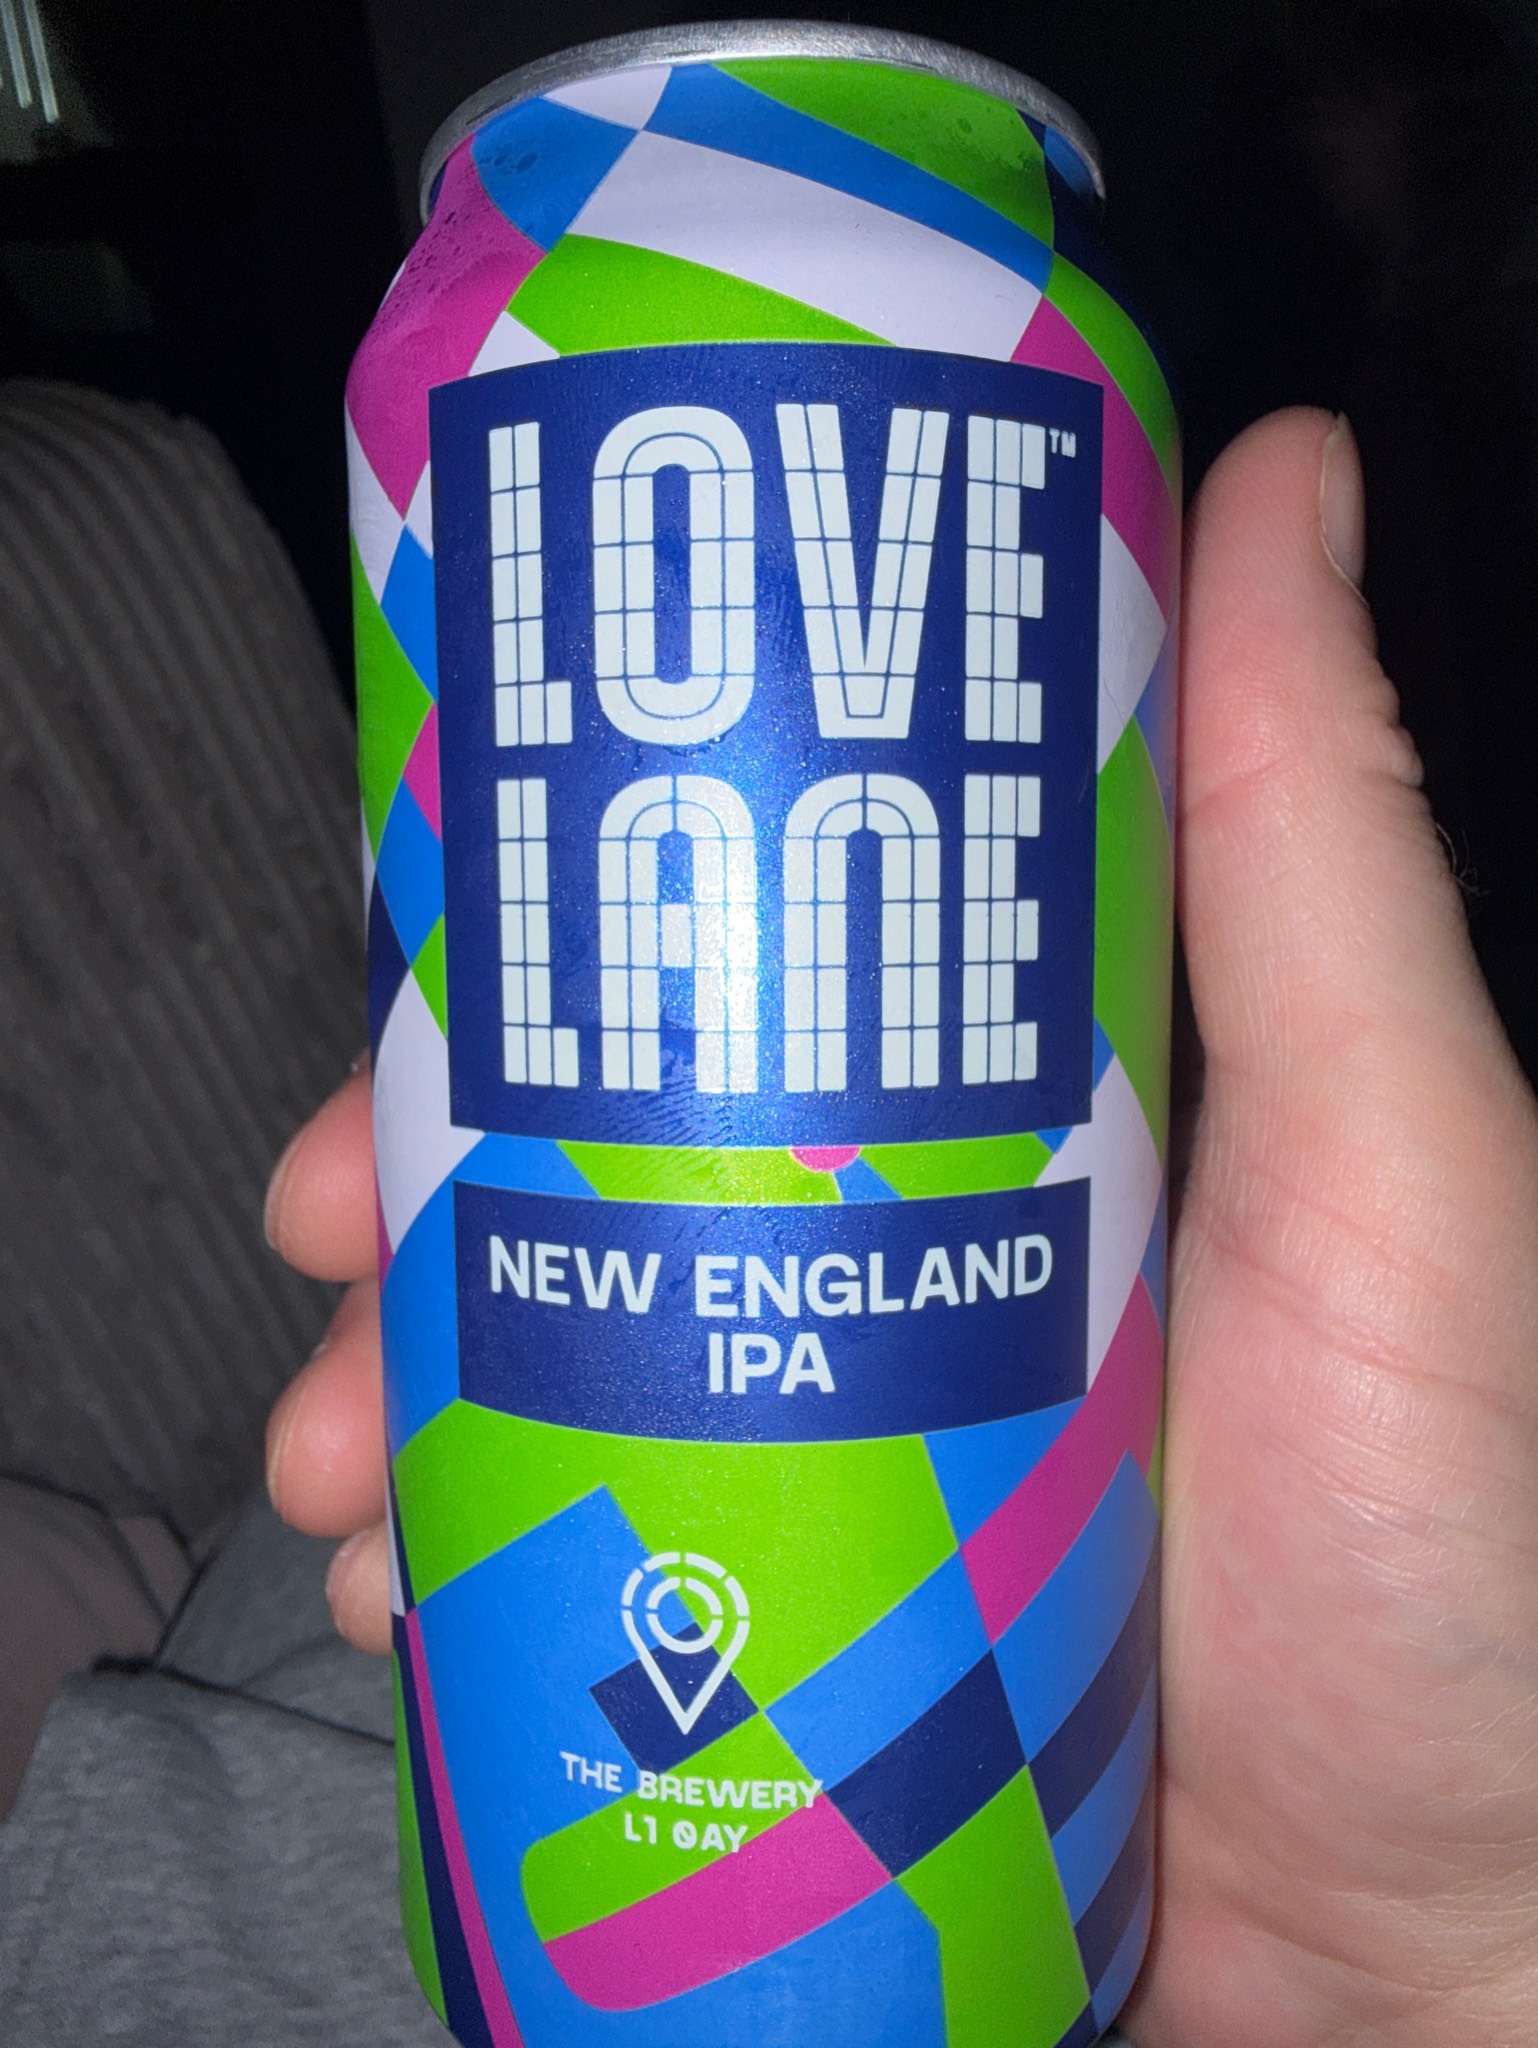 LOVE™
LANE
NEW ENGLAND
IPA
THE BREWERY
L1 0AY